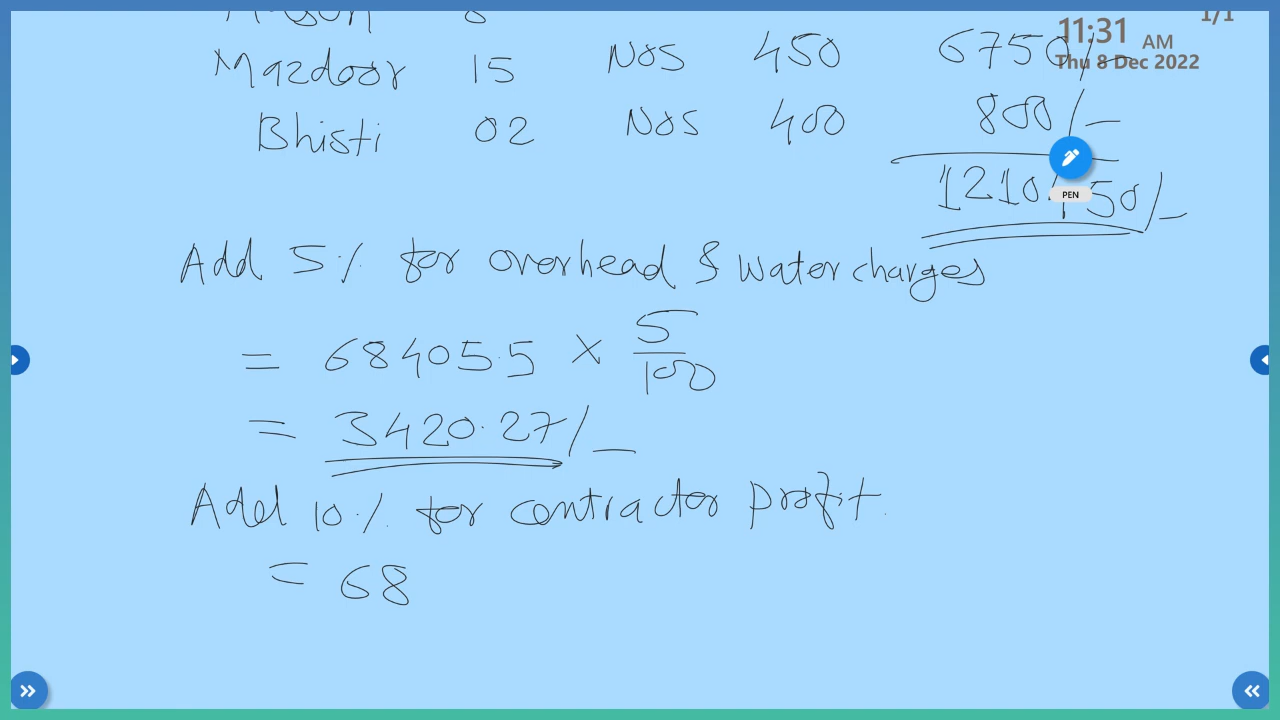 1/1
11:31 AM
Thu 8 Dec 2022
Mazdoor 15 Nos 450 6750/-
Bhisti 02 Nos 400 800/-
PEN
Add 5% for overhead & water charges
= 68405.5 × 5/100
= 3420.27/-
Add 10% for contractor profit.
= 68